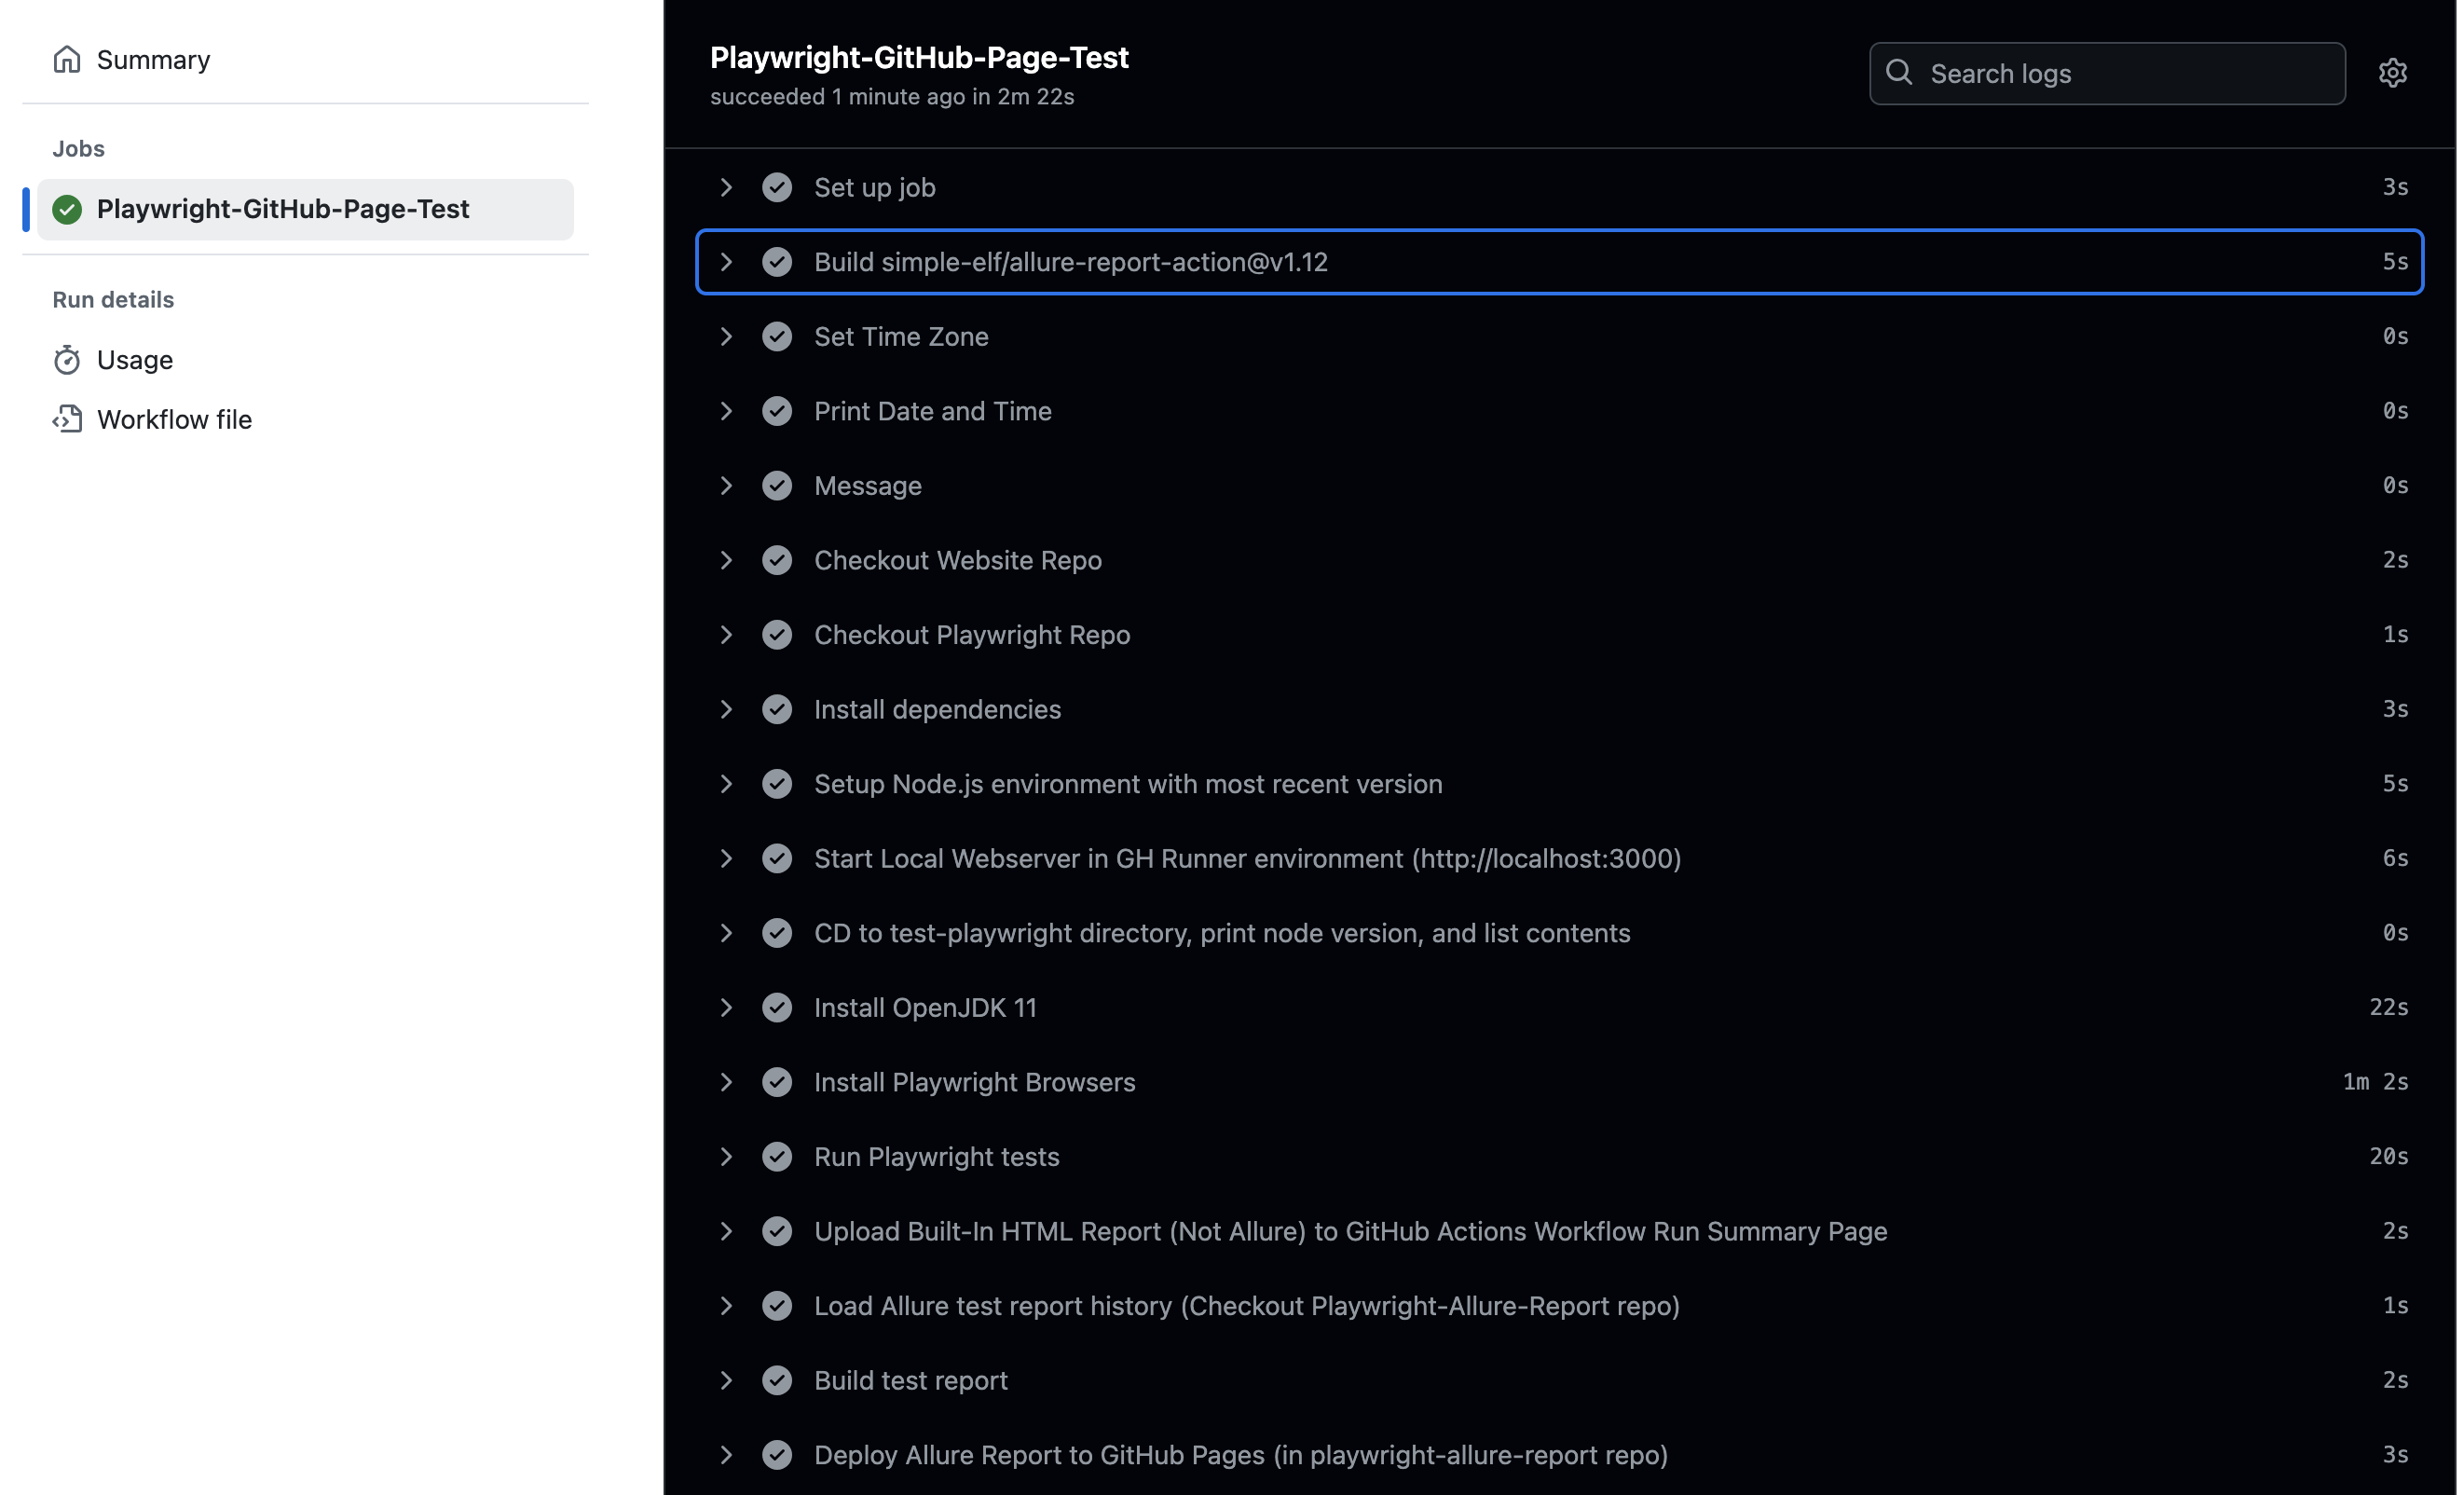 Summary
Jobs
Playwright-GitHub-Page-Test
Run details
Usage
Workflow file
Playwright-GitHub-Page-Test
succeeded 1 minute ago in 2m 22s
Search logs
Set up job 3s
Build simple-elf/allure-report-action@v1.12 5s
Set Time Zone 0s
Print Date and Time 0s
Message 0s
Checkout Website Repo 2s
Checkout Playwright Repo 1s
Install dependencies 3s
Setup Node.js environment with most recent version 5s
Start Local Webserver in GH Runner environment (http://localhost:3000) 6s
CD to test-playwright directory, print node version, and list contents 0s
Install OpenJDK 11 22s
Install Playwright Browsers 1m 2s
Run Playwright tests 20s
Upload Built-In HTML Report (Not Allure) to GitHub Actions Workflow Run Summary Page 2s
Load Allure test report history (Checkout Playwright-Allure-Report repo) 1s
Build test report 2s
Deploy Allure Report to GitHub Pages (in playwright-allure-report repo) 3s